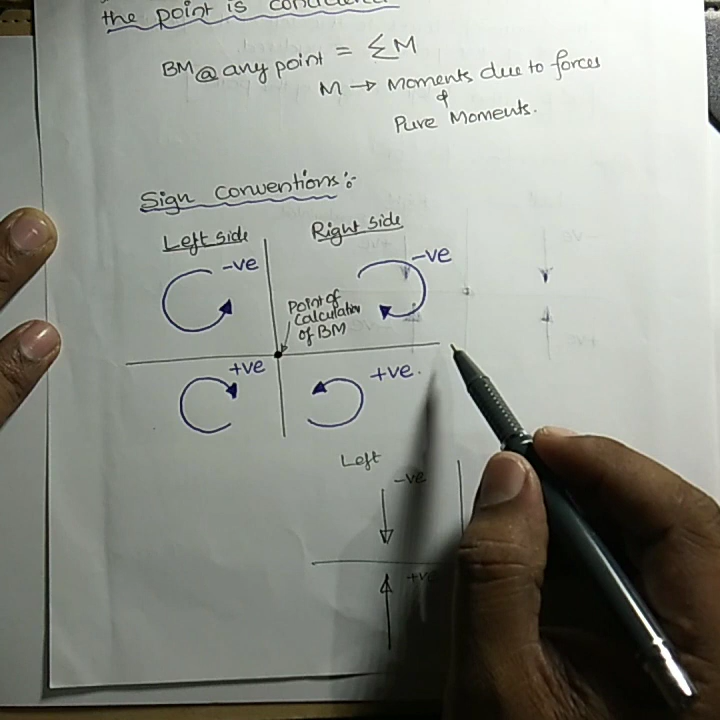 the point is
BM @ any point = ΣM
M → Moments due to forces
&
Pure Moments.
Sign conventions:-
Left side
Right side
-ve
-ve
Point of
calculation
of BM
+ve
+ve.
Left
-ve
+ve